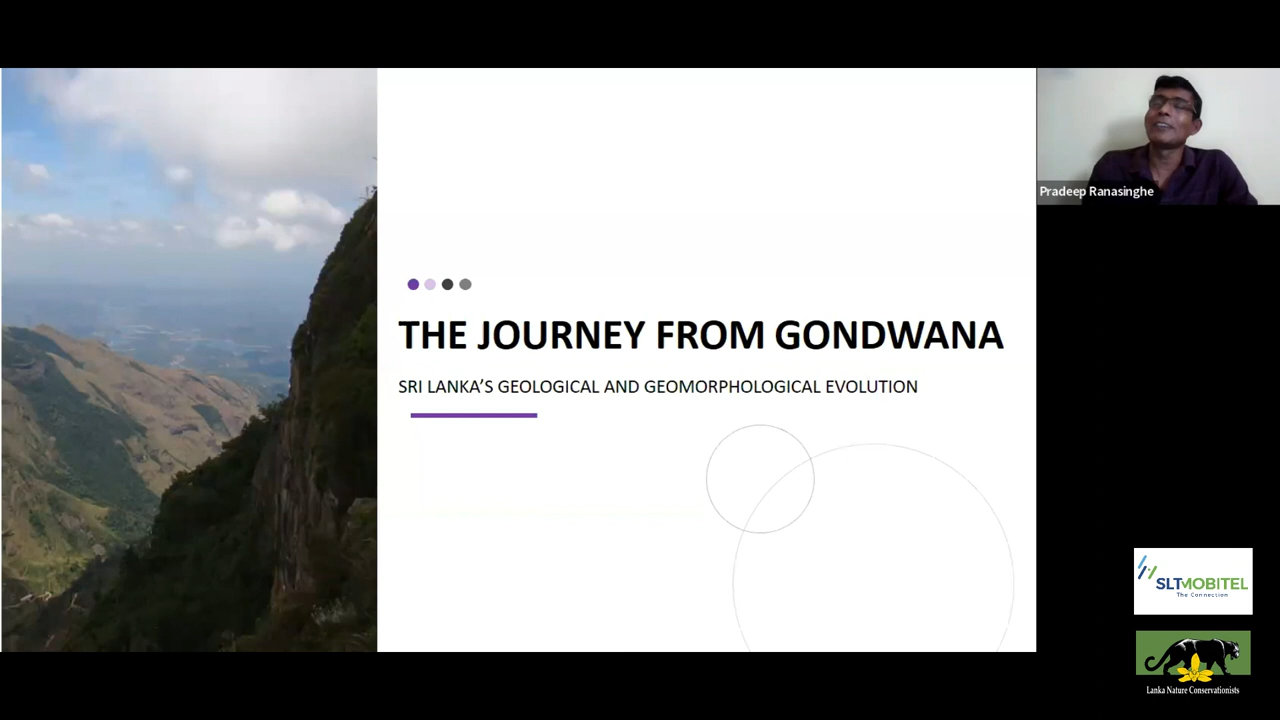 Pradeep Ranasinghe
THE JOURNEY FROM GONDWANA
SRI LANKA'S GEOLOGICAL AND GEOMORPHOLOGICAL EVOLUTION
SLTMOBITEL
The Connection
Lanka Nature Conservationists